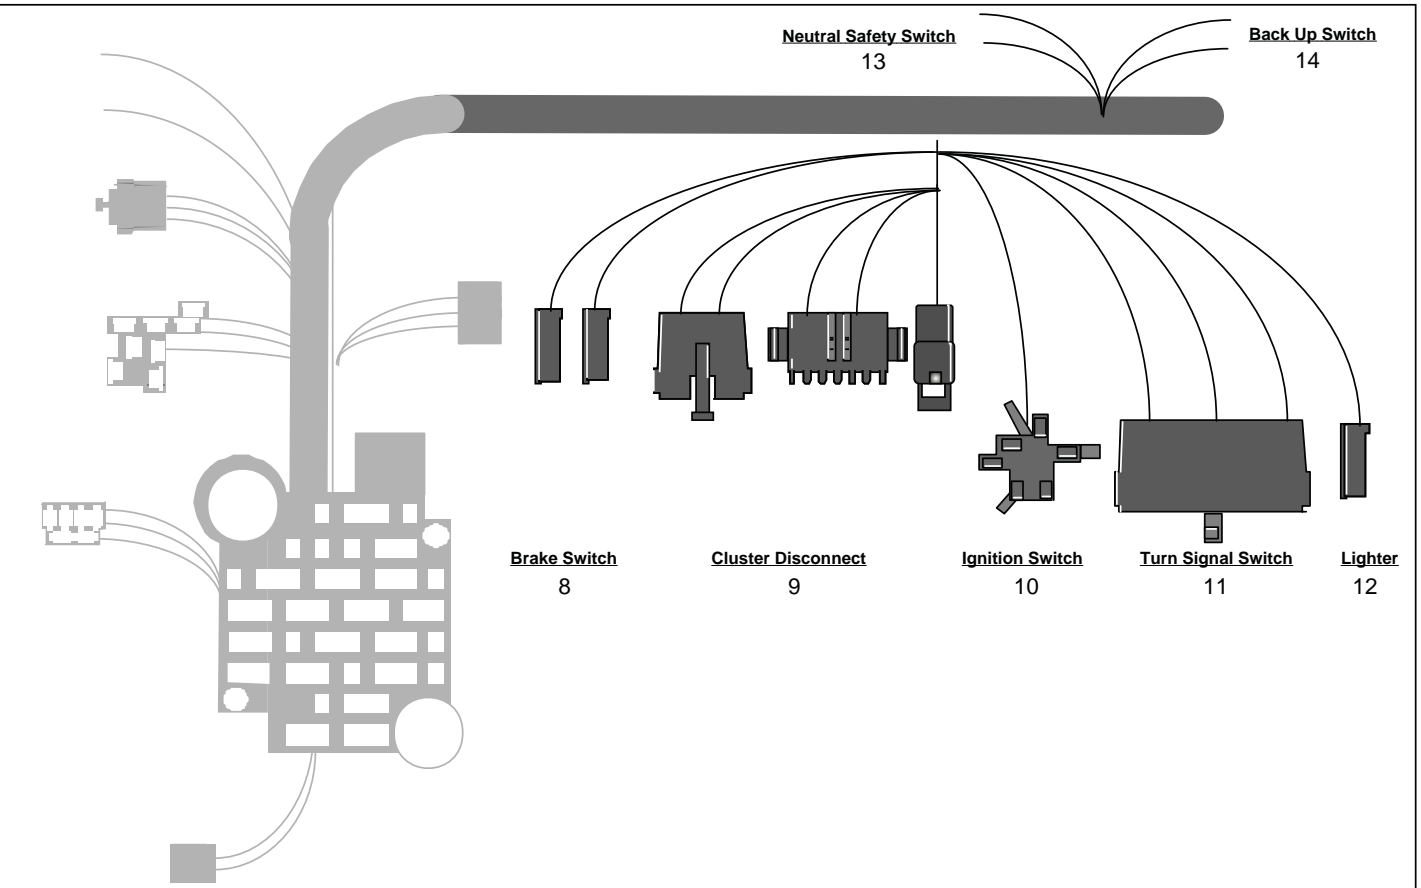 Neutral Safety Switch
13
Back Up Switch
14
Brake Switch
8
Cluster Disconnect
9
Ignition Switch
10
Turn Signal Switch
11
Lighter
12